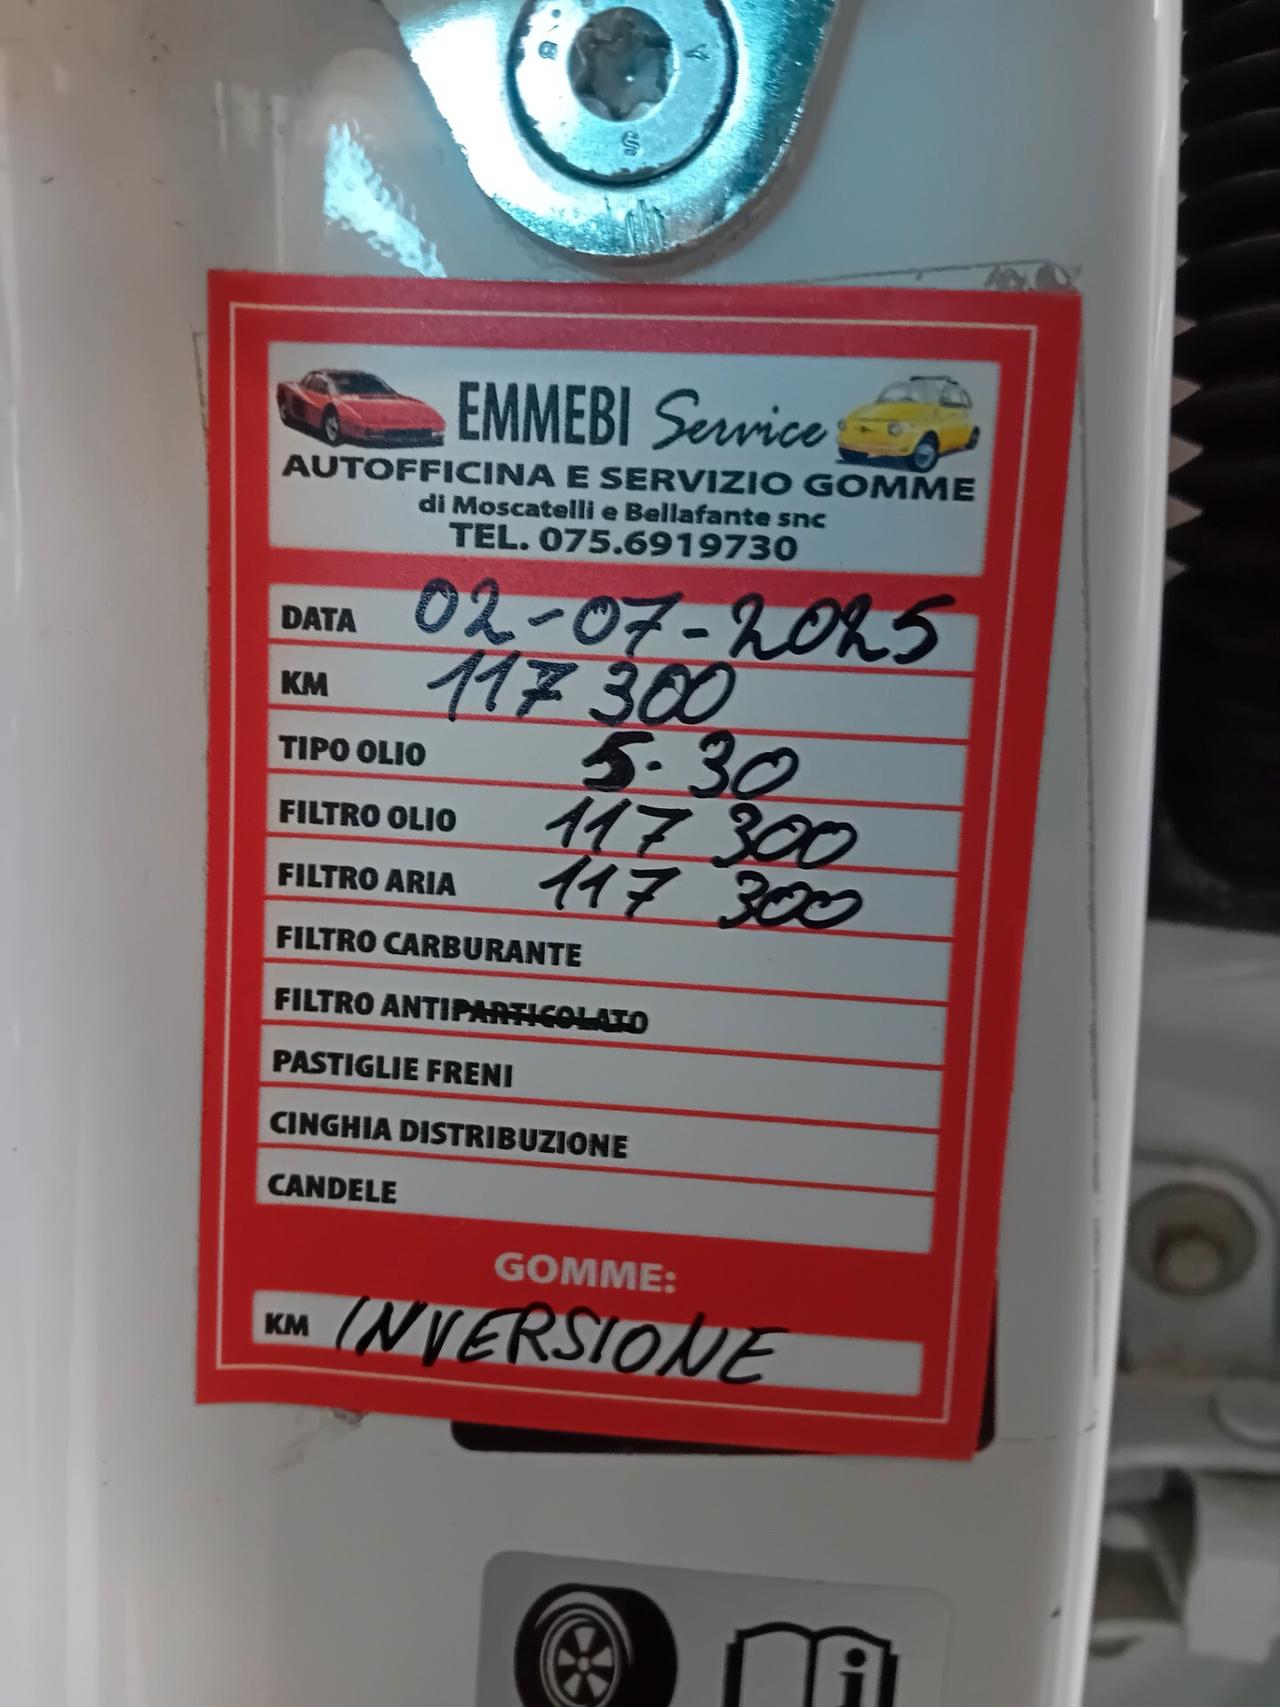 EMMEBI Service
AUTOFFICINA E SERVIZIO GOMME
di Moscatelli e Bellafante snc
TEL. 075.6919730
DATA 02-07-2025
KM 117 300
TIPO OLIO 5-30
FILTRO OLIO 117 300
FILTRO ARIA 117 300
FILTRO CARBURANTE
FILTRO ANTIPARTICOLATO
PASTIGLIE FRENI
CINGHIA DISTRIBUZIONE
CANDELE
GOMME:
KM INVERSIONE
i